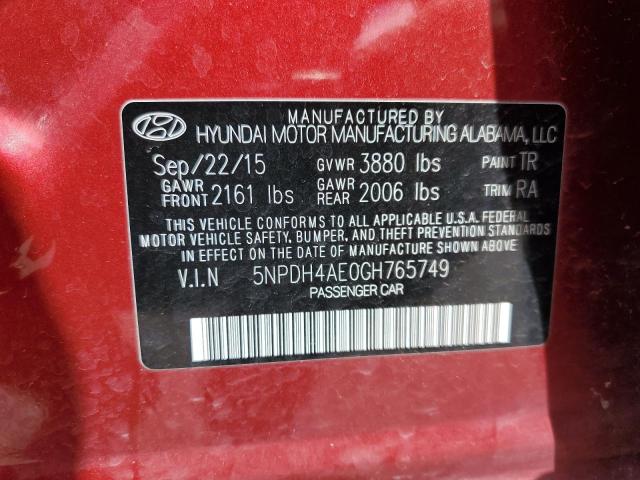 MANUFACTURED BY
HYUNDAI MOTOR MANUFACTURING ALABAMA, LLC
Sep/22/15 GVWR 3880 lbs PAINT TR
GAWR FRONT 2161 lbs GAWR REAR 2006 lbs TRIM RA
THIS VEHICLE CONFORMS TO ALL APPLICABLE U.S.A. FEDERAL
MOTOR VEHICLE SAFETY, BUMPER, AND THEFT PREVENTION STANDARDS
IN EFFECT ON THE DATE OF MANUFACTURE SHOWN ABOVE.
V.I.N 5NPDH4AE0GH765749
PASSENGER CAR